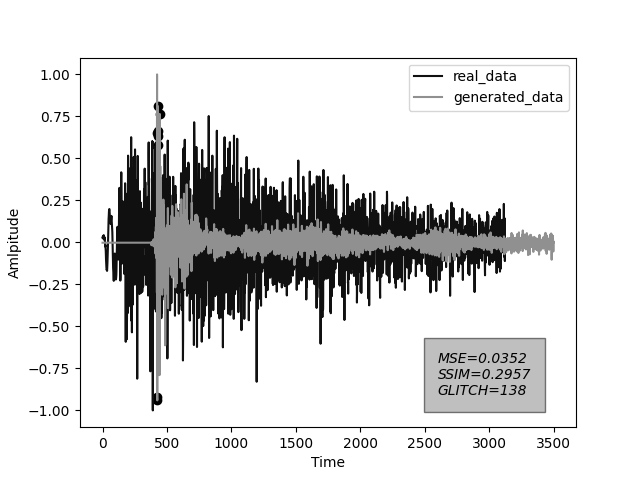 real_data
generated_data
1.00
0.75
0.50
0.25
0.00
−0.25
−0.50
−0.75
−1.00
Amlpitude
MSE=0.0352
SSIM=0.2957
GLITCH=138
0 500 1000 1500 2000 2500 3000 3500
Time